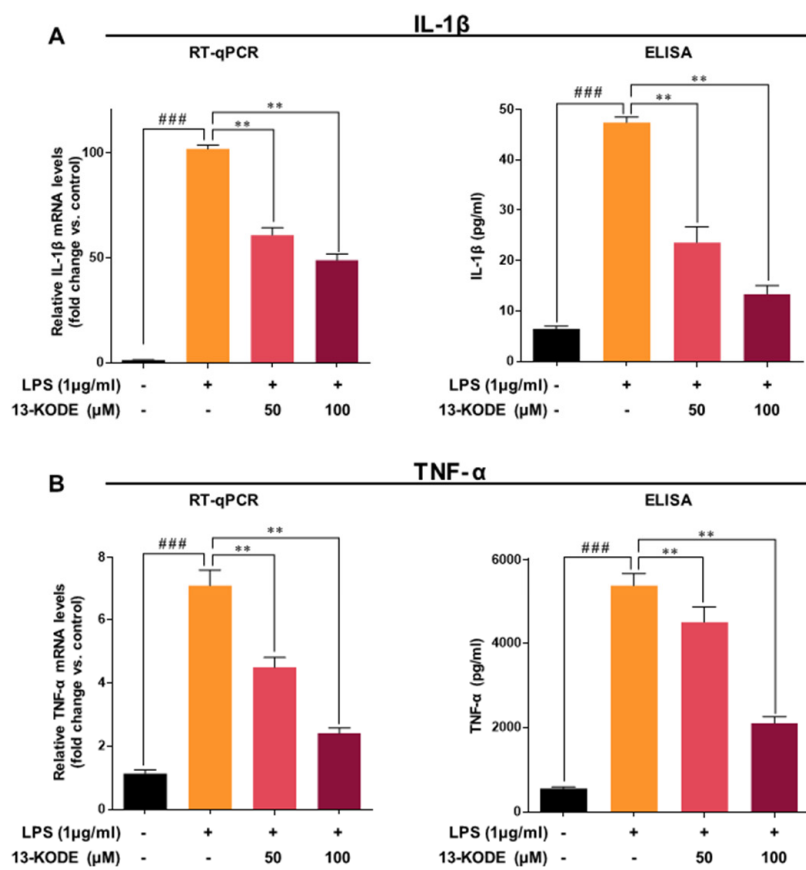 A
IL-1β
RT-qPCR
ELISA
Relative IL-1β mRNA levels
(fold change vs. control)
100
50
0
###
**
**
LPS (1µg/ml) - + + +
13-KODE (µM) - - 50 100
IL-1β (pg/ml)
50
40
30
20
10
0
###
**
**
LPS (1µg/ml) - + + +
13-KODE (µM) - - 50 100
B
TNF-α
RT-qPCR
ELISA
Relative TNF-α mRNA levels
(fold change vs. control)
8
6
4
2
0
###
**
**
LPS (1µg/ml) - + + +
13-KODE (µM) - - 50 100
TNF-α (pg/ml)
6000
4000
2000
0
###
**
**
LPS (1µg/ml) - + + +
13-KODE (µM) - - 50 100